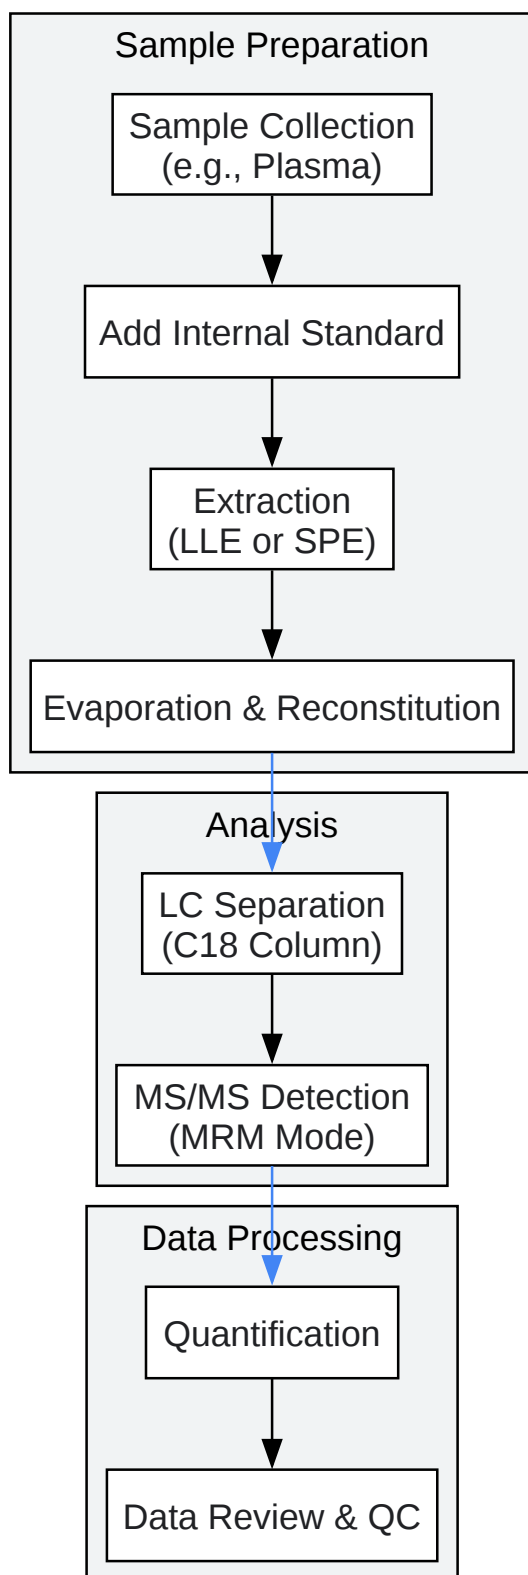 Sample Preparation
Sample Collection
(e.g., Plasma)
Add Internal Standard
Extraction
(LLE or SPE)
Evaporation & Reconstitution
Analysis
LC Separation
(C18 Column)
MS/MS Detection
(MRM Mode)
Data Processing
Quantification
Data Review & QC